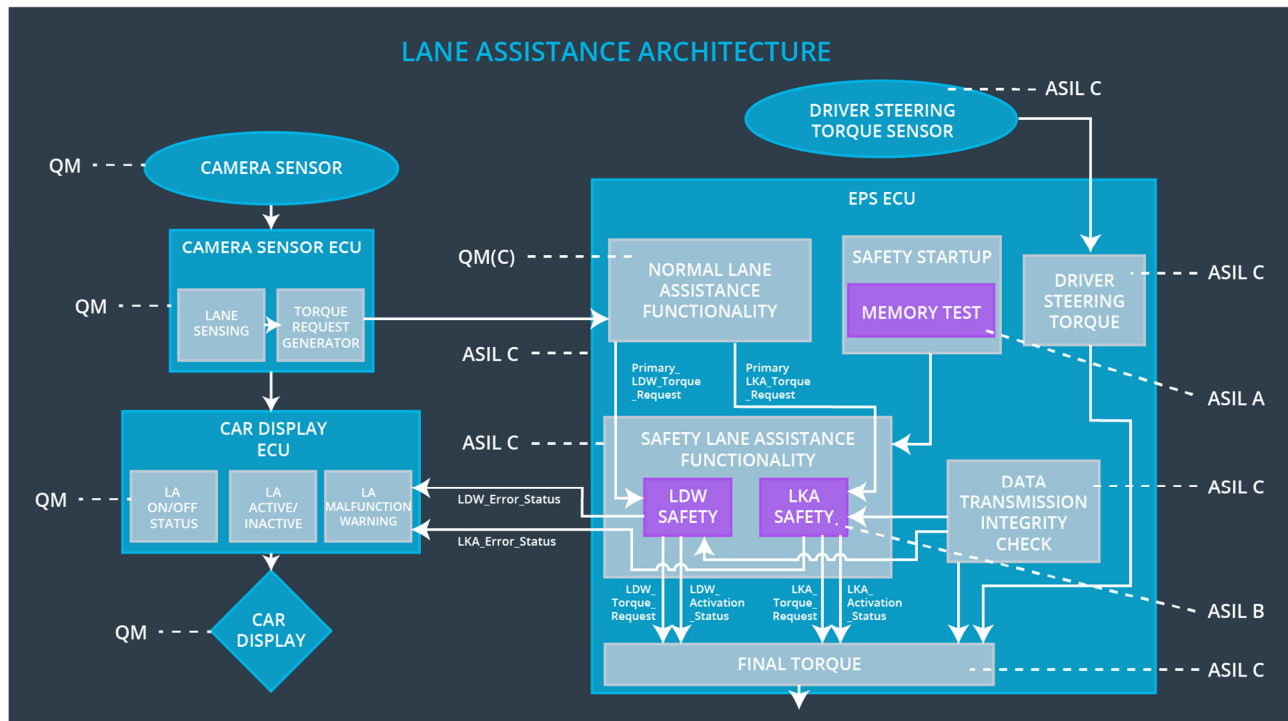 LANE ASSISTANCE ARCHITECTURE
ASIL C
DRIVER STEERING
TORQUE SENSOR
QM
CAMERA SENSOR
EPS ECU
CAMERA SENSOR ECU
QM
LANE
SENSING
TORQUE
REQUEST
GENERATOR
QM(C)
NORMAL LANE
ASSISTANCE
FUNCTIONALITY
SAFETY STARTUP
MEMORY TEST
DRIVER
STEERING
TORQUE
ASIL C
ASIL C
ASIL A
Primary_
LDW_Torque
_Request
Primary
LKA_Torque
_Request
CAR DISPLAY
ECU
QM
LA
ON/OFF
STATUS
LA
ACTIVE/
INACTIVE
LA
MALFUNCTION
WARNING
LDW_Error_Status
LKA_Error_Status
ASIL C
SAFETY LANE ASSISTANCE
FUNCTIONALITY
LDW
SAFETY
LKA
SAFETY
DATA
TRANSMISSION
INTEGRITY
CHECK
ASIL C
ASIL B
LDW_
Torque_
Request
LDW_
Activation
_Status
LKA_
Torque_
Request
LKA_
Activation
_Status
QM
CAR
DISPLAY
FINAL TORQUE
ASIL C